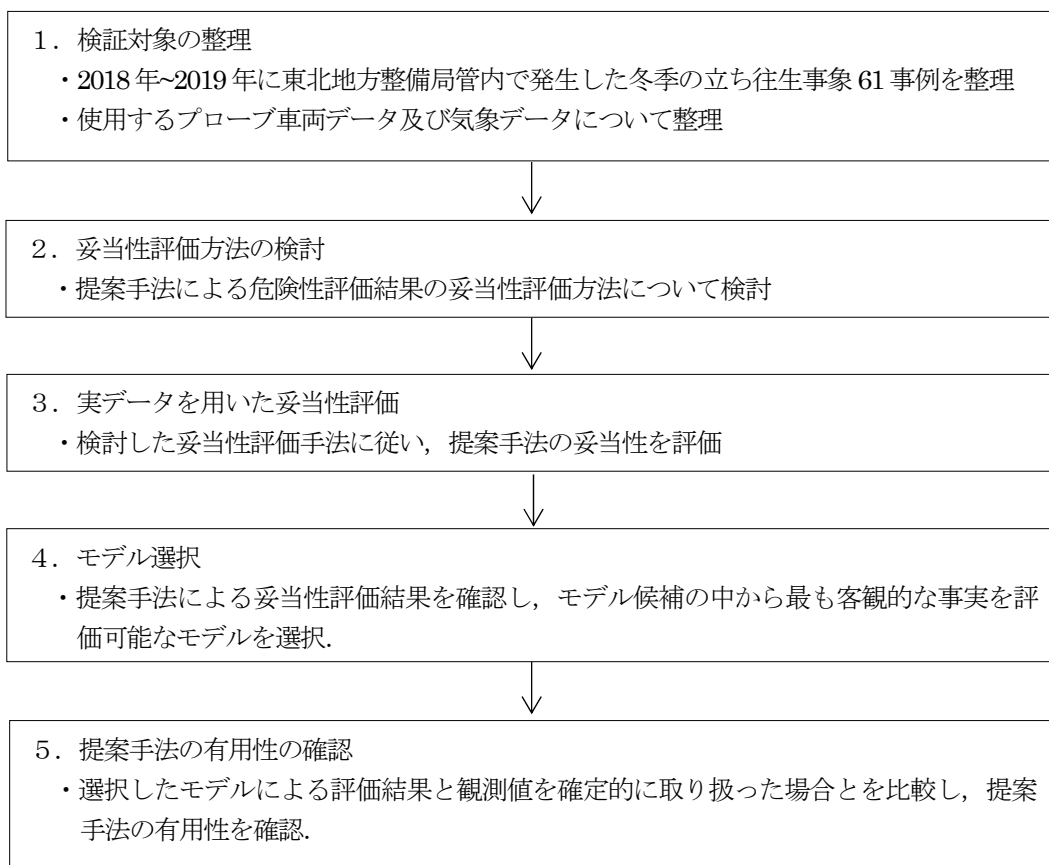 １．検証対象の整理
・2018年~2019年に東北地方整備局管内で発生した冬季の立ち往生事象61事例を整理
・使用するプローブ車両データ及び気象データについて整理
２．妥当性評価方法の検討
・提案手法による危険性評価結果の妥当性評価方法について検討
３．実データを用いた妥当性評価
・検討した妥当性評価手法に従い，提案手法の妥当性を評価
４．モデル選択
・提案手法による妥当性評価結果を確認し，モデル候補の中から最も客観的な事実を評
価可能なモデルを選択.
５．提案手法の有用性の確認
・選択したモデルによる評価結果と観測値を確定的に取り扱った場合とを比較し，提案
手法の有用性を確認.